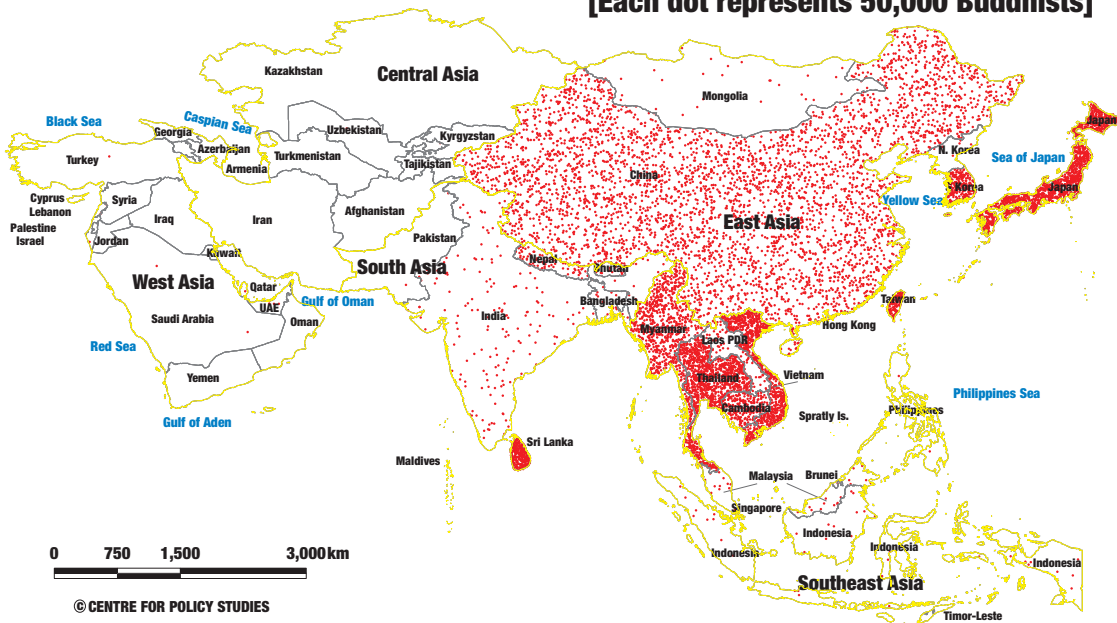 [Each dot represents 50,000 Buddhists]
Kazakhstan
Central Asia
Mongolia
Black Sea
Caspian Sea
Georgia
Uzbekistan
Kyrgyzstan
Japan
Turkey
Azerbaijan
Armenia
Turkmenistan
Tajikistan
N. Korea
Sea of Japan
China
Korea
Japan
Cyprus
Lebanon
Palestine
Israel
Syria
Iraq
Iran
Afghanistan
Yellow Sea
East Asia
Jordan
Kuwait
Pakistan
Nepal
Bhutan
West Asia
South Asia
Qatar
UAE
Gulf of Oman
Oman
Saudi Arabia
India
Bangladesh
Myanmar
Laos PDR
Taiwan
Hong Kong
Red Sea
Yemen
Thailand
Vietnam
Cambodia
Spratly Is.
Philippines
Philippines Sea
Gulf of Aden
Sri Lanka
Maldives
Malaysia
Brunei
Singapore
Indonesia
Indonesia
Indonesia
Indonesia
Southeast Asia
Timor-Leste
0 750 1,500 3,000km
© CENTRE FOR POLICY STUDIES